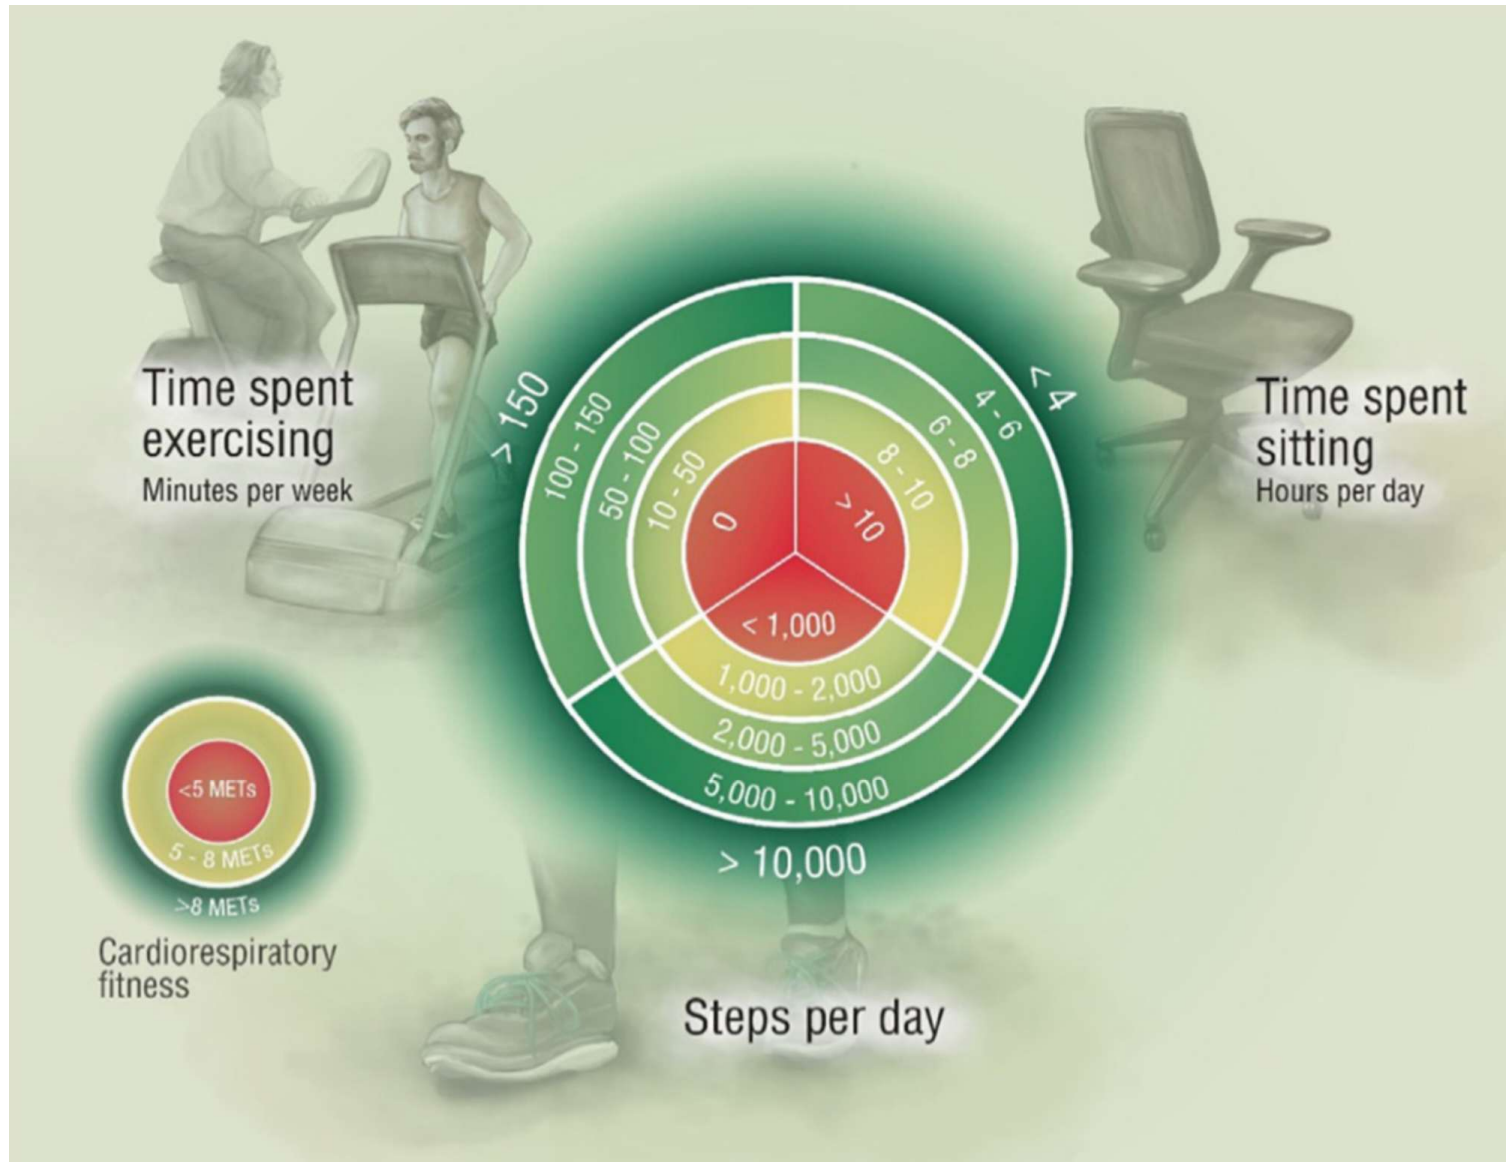 Time spent
exercising
Minutes per week
> 150
100 - 150
50 - 100
10 - 50
0
< 4
4 - 6
6 - 8
8 - 10
> 10
Time spent
sitting
Hours per day
< 1,000
1,000 - 2,000
2,000 - 5,000
5,000 - 10,000
> 10,000
Steps per day
<5 METs
5 - 8 METs
>8 METs
Cardiorespiratory
fitness